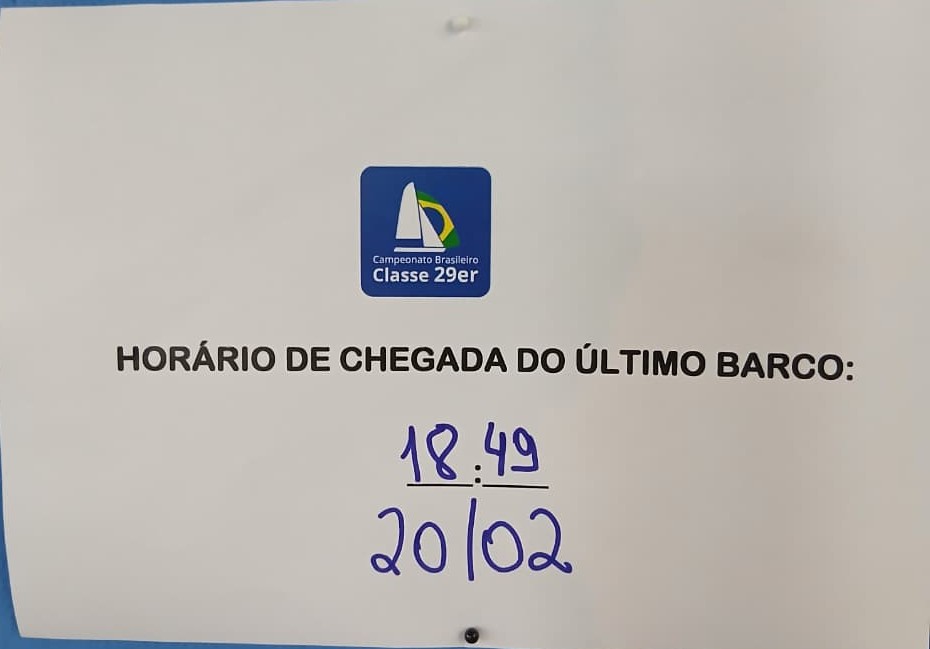 Campeonato Brasileiro
Classe 29er
HORÁRIO DE CHEGADA DO ÚLTIMO BARCO:
18:49
20/02